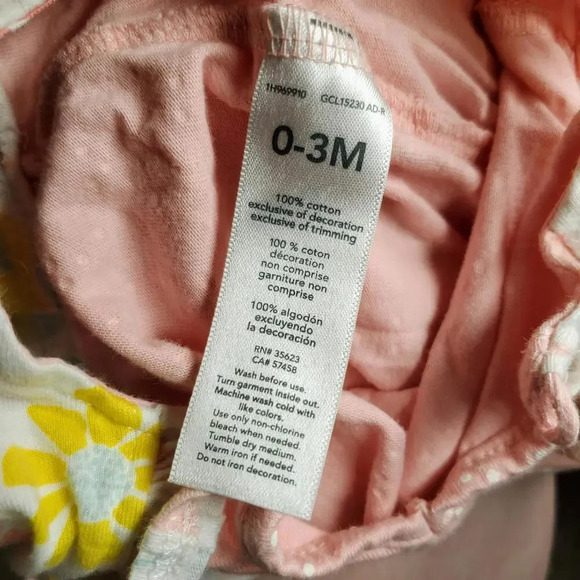 1H969910 GCL15230 AD-R
0-3M
100% cotton
exclusive of decoration
exclusive of trimming
100 % coton
décoration
non comprise
garniture non
comprise
100% algodón
excluyendo
la decoración
RN# 35623
CA# 57458
Wash before use.
Turn garment inside out.
Machine wash cold with
like colors.
Use only non-chlorine
bleach when needed.
Tumble dry medium.
Warm iron if needed.
Do not iron decoration.